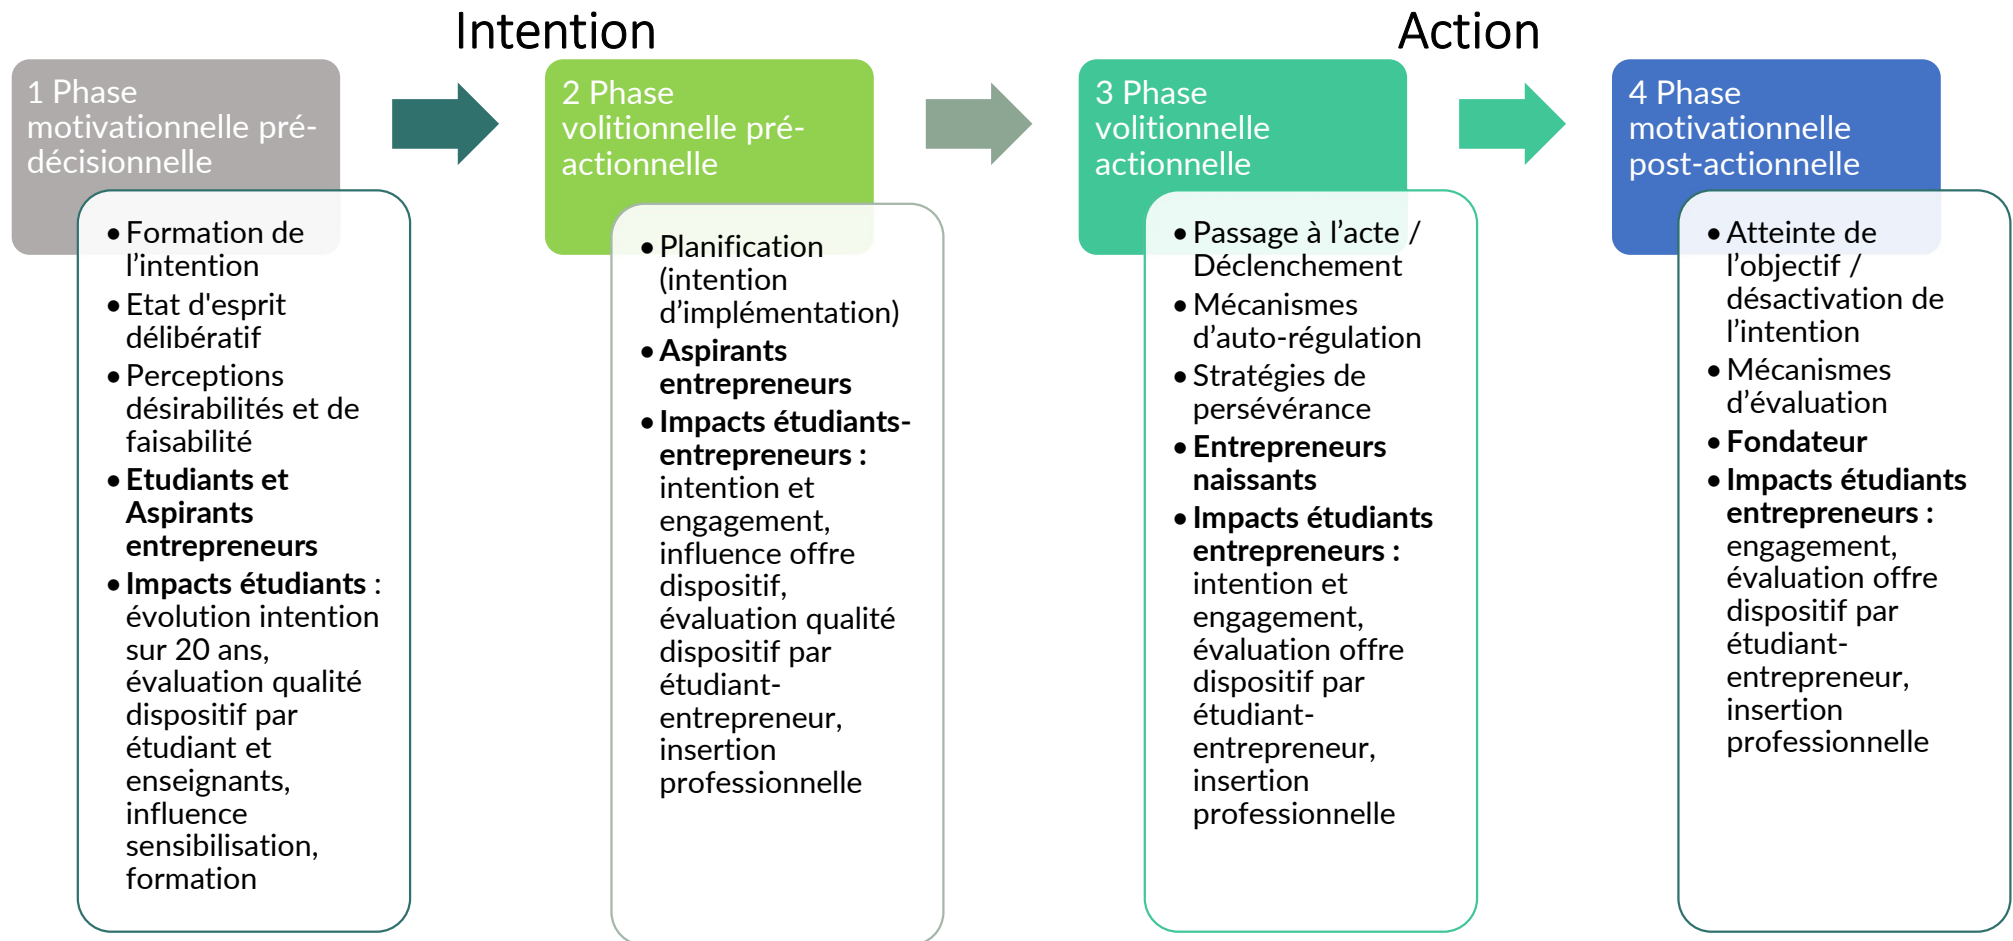 Intention
Action
1 Phase
motivationnelle pré-
décisionnelle
• Formation de
l’intention
• Etat d'esprit
délibératif
• Perceptions
désirabilités et de
faisabilité
• Etudiants et
Aspirants
entrepreneurs
• Impacts étudiants :
évolution intention
sur 20 ans,
évaluation qualité
dispositif par
étudiant et
enseignants,
influence
sensibilisation,
formation
2 Phase
volitionnelle pré-
actionnelle
• Planification
(intention
d’implémentation)
• Aspirants
entrepreneurs
• Impacts étudiants-
entrepreneurs :
intention et
engagement,
influence offre
dispositif,
évaluation qualité
dispositif par
étudiant-
entrepreneur,
insertion
professionnelle
3 Phase
volitionnelle
actionnelle
• Passage à l’acte /
Déclenchement
• Mécanismes
d’auto-régulation
• Stratégies de
persévérance
• Entrepreneurs
naissants
• Impacts étudiants
entrepreneurs :
intention et
engagement,
évaluation offre
dispositif par
étudiant-
entrepreneur,
insertion
professionnelle
4 Phase
motivationnelle
post-actionnelle
• Atteinte de
l’objectif /
désactivation de
l’intention
• Mécanismes
d’évaluation
• Fondateur
• Impacts étudiants
entrepreneurs :
engagement,
évaluation offre
dispositif par
étudiant-
entrepreneur,
insertion
professionnelle